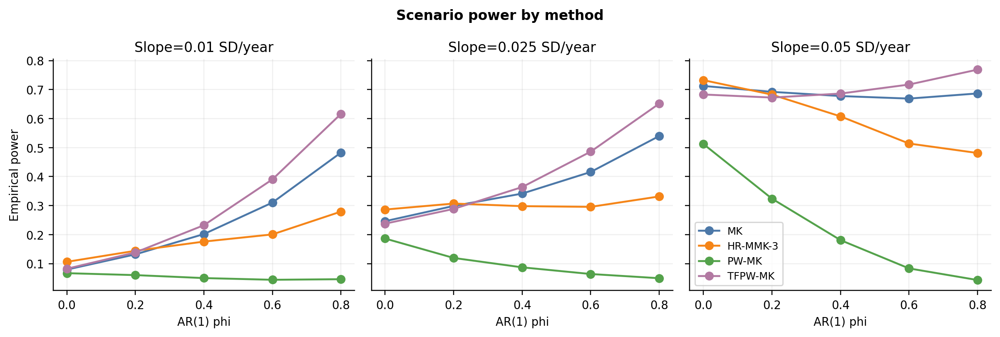 Scenario power by method
Slope=0.01 SD/year
Slope=0.025 SD/year
Slope=0.05 SD/year
Empirical power
0.8
0.7
0.6
0.5
0.4
0.3
0.2
0.1
0.0 0.2 0.4 0.6 0.8
AR(1) phi
0.0 0.2 0.4 0.6 0.8
AR(1) phi
MK
HR-MMK-3
PW-MK
TFPW-MK
0.0 0.2 0.4 0.6 0.8
AR(1) phi